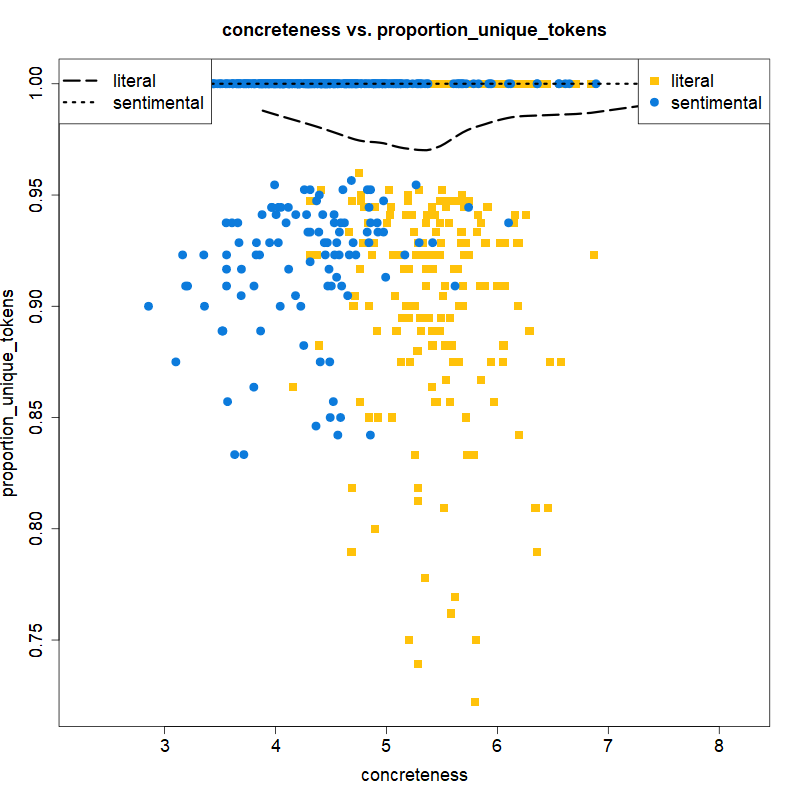 concreteness vs. proportion_unique_tokens
literal
sentimental
literal
sentimental
proportion_unique_tokens
1.00
0.95
0.90
0.85
0.80
0.75
3 4 5 6 7 8
concreteness